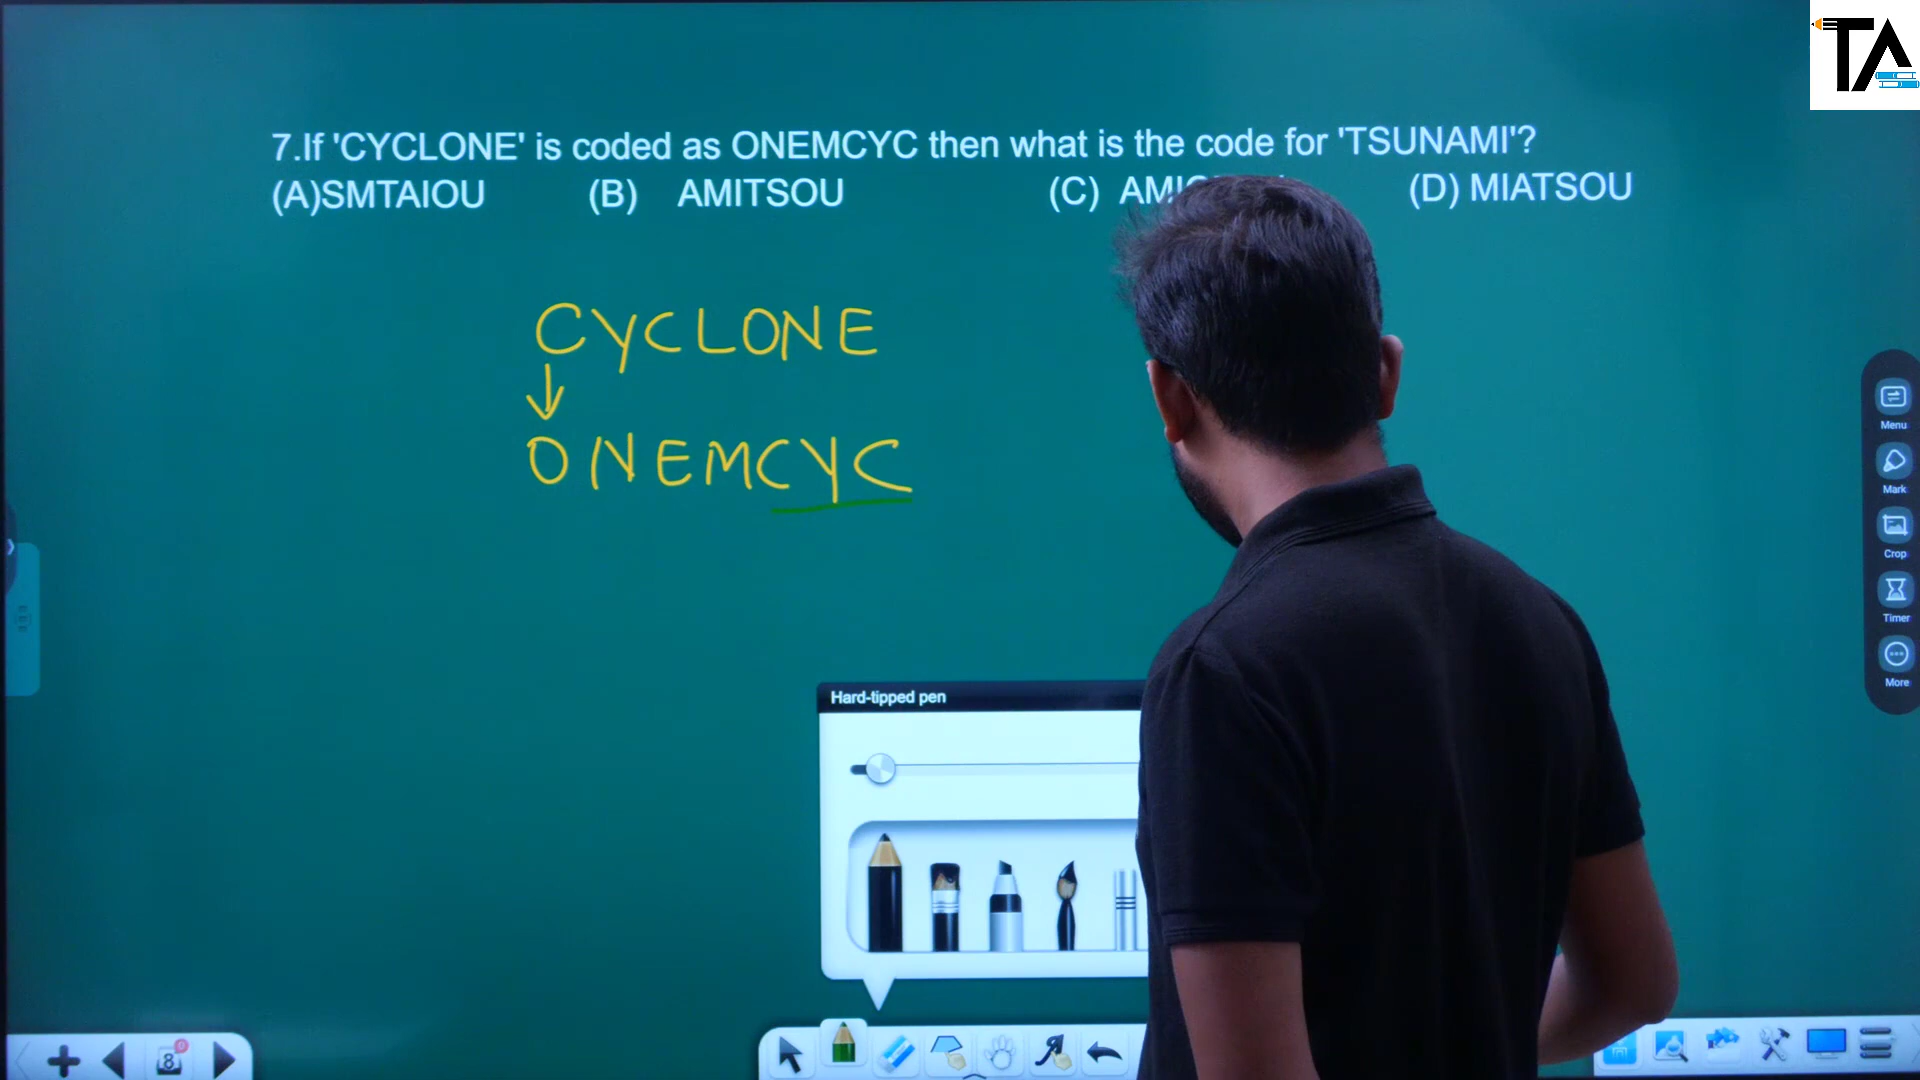 TA
7.If 'CYCLONE' is coded as ONEMCYC then what is the code for 'TSUNAMI'?
(A)SMTAIOU (B) AMITSOU (C) (D) MIATSOU
CYCLONE
ONEMCYC
Menu
Mark
Crop
Timer
More
Hard-tipped pen
8